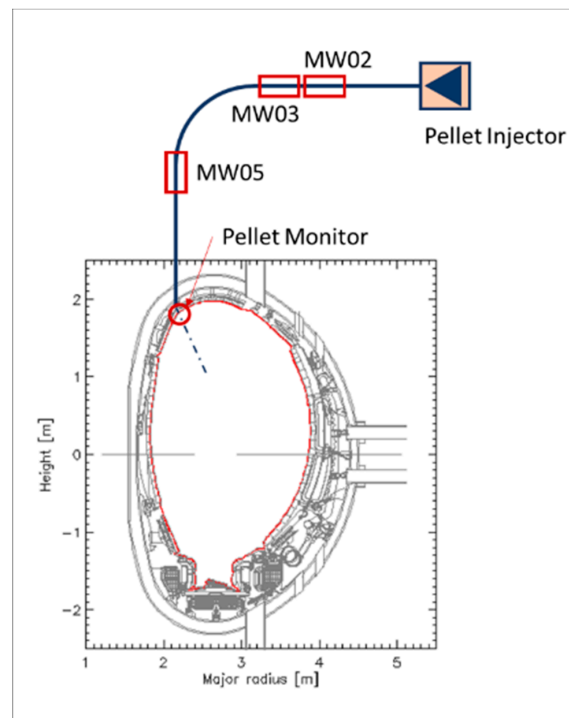 MW02
MW03
Pellet Injector
MW05
Pellet Monitor
2
1
0
-1
-2
Height [m]
1 2 3 4 5
Major radius [m]